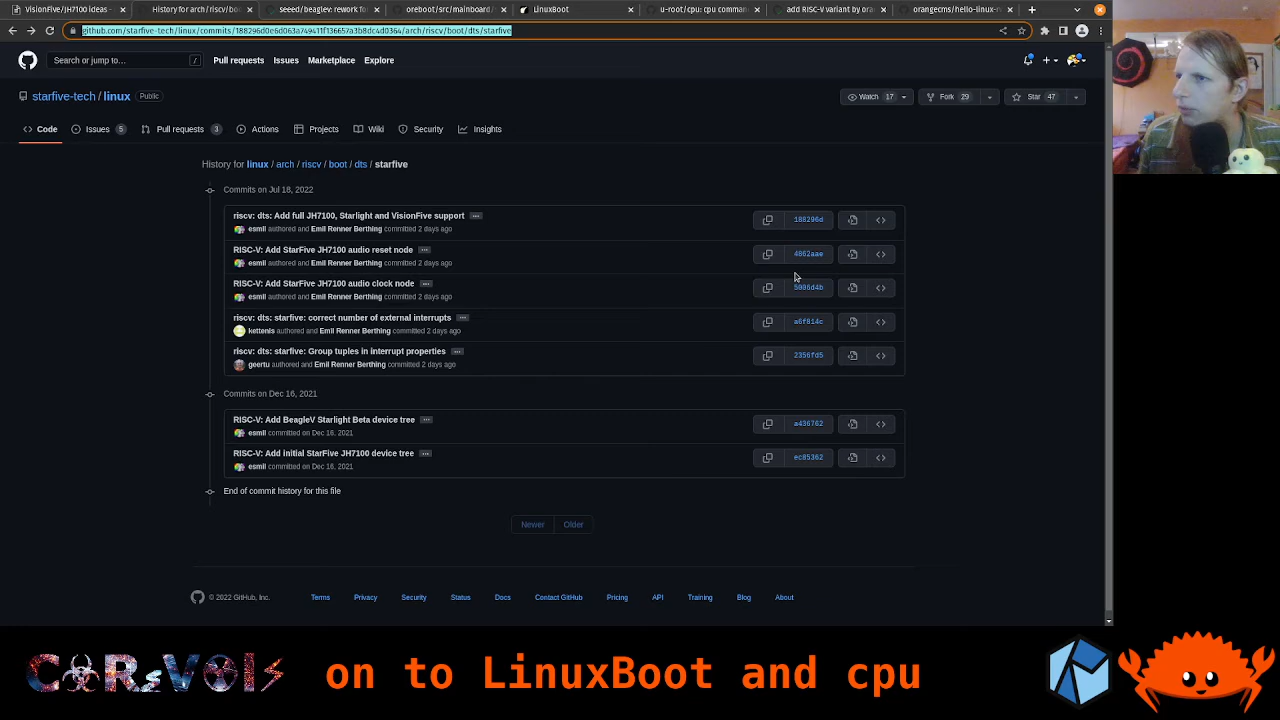 VisionFive/JH7100 ideas -
History for arch/riscv/boo
seeed/beaglev: rework fo
oreboot/src/mainboard/
LinuxBoot
u-root/cpu: cpu comman
add RISC-V variant by oran
orangecms/hello-linux-r
github.com/starfive-tech/linux/commits/188296d0e6d063a749411f136657a3b8dc4d0364/arch/riscv/boot/dts/starfive
Search or jump to... /
Pull requests Issues Marketplace Explore
starfive-tech / linux Public
Watch 17 Fork 29 Star 47
Code Issues 5 Pull requests 3 Actions Projects Wiki Security Insights
History for linux / arch / riscv / boot / dts / starfive
Commits on Jul 18, 2022
riscv: dts: Add full JH7100, Starlight and VisionFive support ...
esmil authored and Emil Renner Berthing committed 2 days ago
188296d
RISC-V: Add StarFive JH7100 audio reset node ...
esmil authored and Emil Renner Berthing committed 2 days ago
4862aae
RISC-V: Add StarFive JH7100 audio clock node ...
esmil authored and Emil Renner Berthing committed 2 days ago
5006d4b
riscv: dts: starfive: correct number of external interrupts ...
kettenis authored and Emil Renner Berthing committed 2 days ago
a6f814c
riscv: dts: starfive: Group tuples in interrupt properties ...
geertu authored and Emil Renner Berthing committed 2 days ago
2356fd5
Commits on Dec 16, 2021
RISC-V: Add BeagleV Starlight Beta device tree ...
esmil committed on Dec 16, 2021
a436762
RISC-V: Add initial StarFive JH7100 device tree ...
esmil committed on Dec 16, 2021
ec85362
End of commit history for this file
Newer Older
© 2022 GitHub, Inc. Terms Privacy Security Status Docs Contact GitHub Pricing API Training Blog About
on to LinuxBoot and cpu